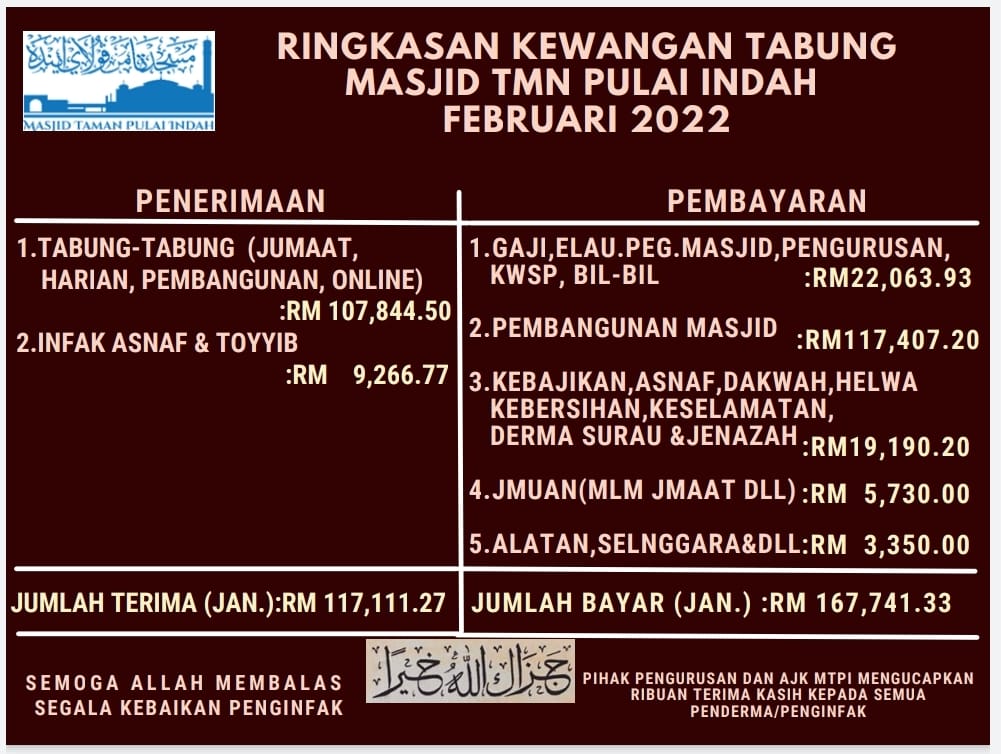 مسجد تامن ڤولاي اينده
MASJID TAMAN PULAI INDAH
RINGKASAN KEWANGAN TABUNG
MASJID TMN PULAI INDAH
FEBRUARI 2022
PENERIMAAN
1.TABUNG-TABUNG (JUMAAT,
HARIAN, PEMBANGUNAN, ONLINE)
:RM 107,844.50
2.INFAK ASNAF & TOYYIB
:RM 9,266.77
JUMLAH TERIMA (JAN.):RM 117,111.27
PEMBAYARAN
1.GAJI,ELAU.PEG.MASJID,PENGURUSAN,
KWSP, BIL-BIL :RM22,063.93
2.PEMBANGUNAN MASJID :RM117,407.20
3.KEBAJIKAN,ASNAF,DAKWAH,HELWA
KEBERSIHAN,KESELAMATAN,
DERMA SURAU &JENAZAH :RM19,190.20
4.JMUAN(MLM JMAAT DLL) :RM 5,730.00
5.ALATAN,SELNGGARA&DLL:RM 3,350.00
JUMLAH BAYAR (JAN.) :RM 167,741.33
SEMOGA ALLAH MEMBALAS
SEGALA KEBAIKAN PENGINFAK
جَزَاكَ اللهُ خَيْرًا
PIHAK PENGURUSAN DAN AJK MTPI MENGUCAPKAN
RIBUAN TERIMA KASIH KEPADA SEMUA
PENDERMA/PENGINFAK